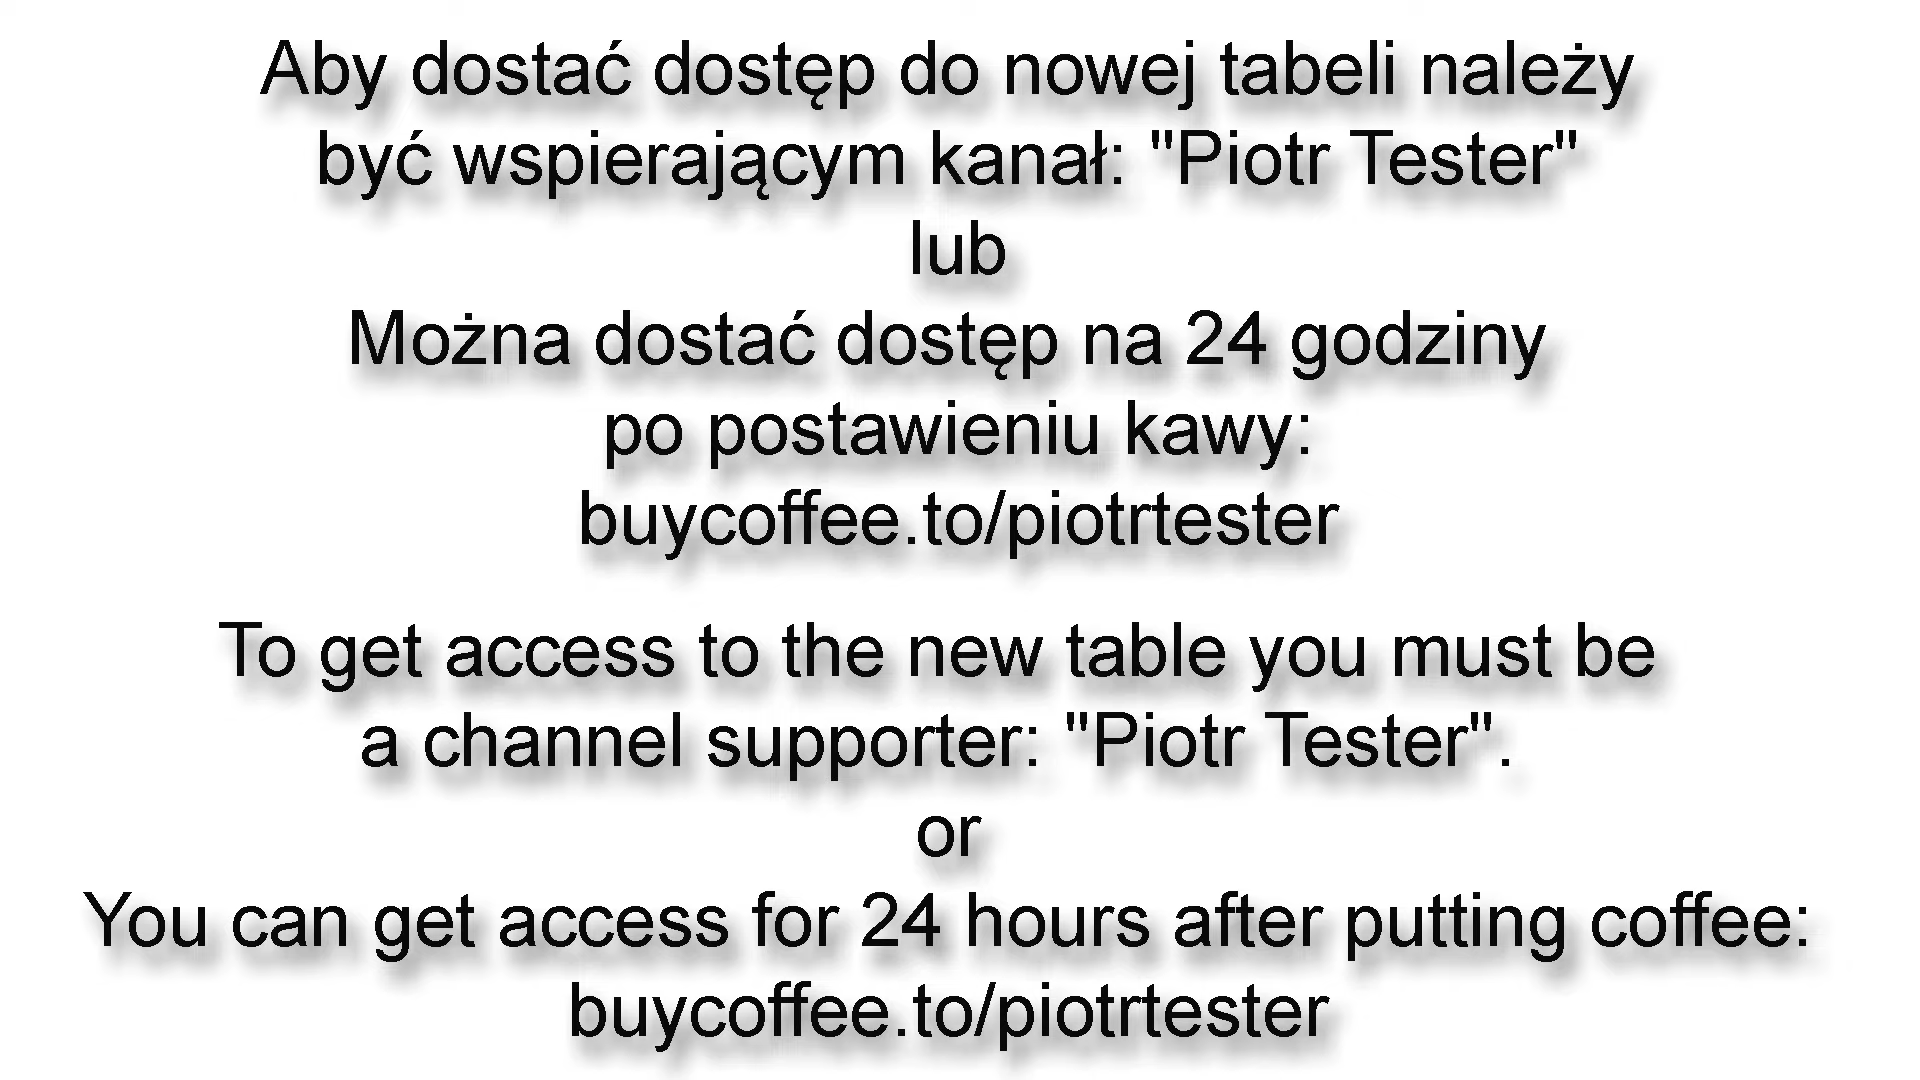 Aby dostać dostęp do nowej tabeli należy
być wspierającym kanał: "Piotr Tester"
lub
Można dostać dostęp na 24 godziny
po postawieniu kawy:
buycoffee.to/piotrtester
To get access to the new table you must be
a channel supporter: "Piotr Tester".
or
You can get access for 24 hours after putting coffee:
buycoffee.to/piotrtester